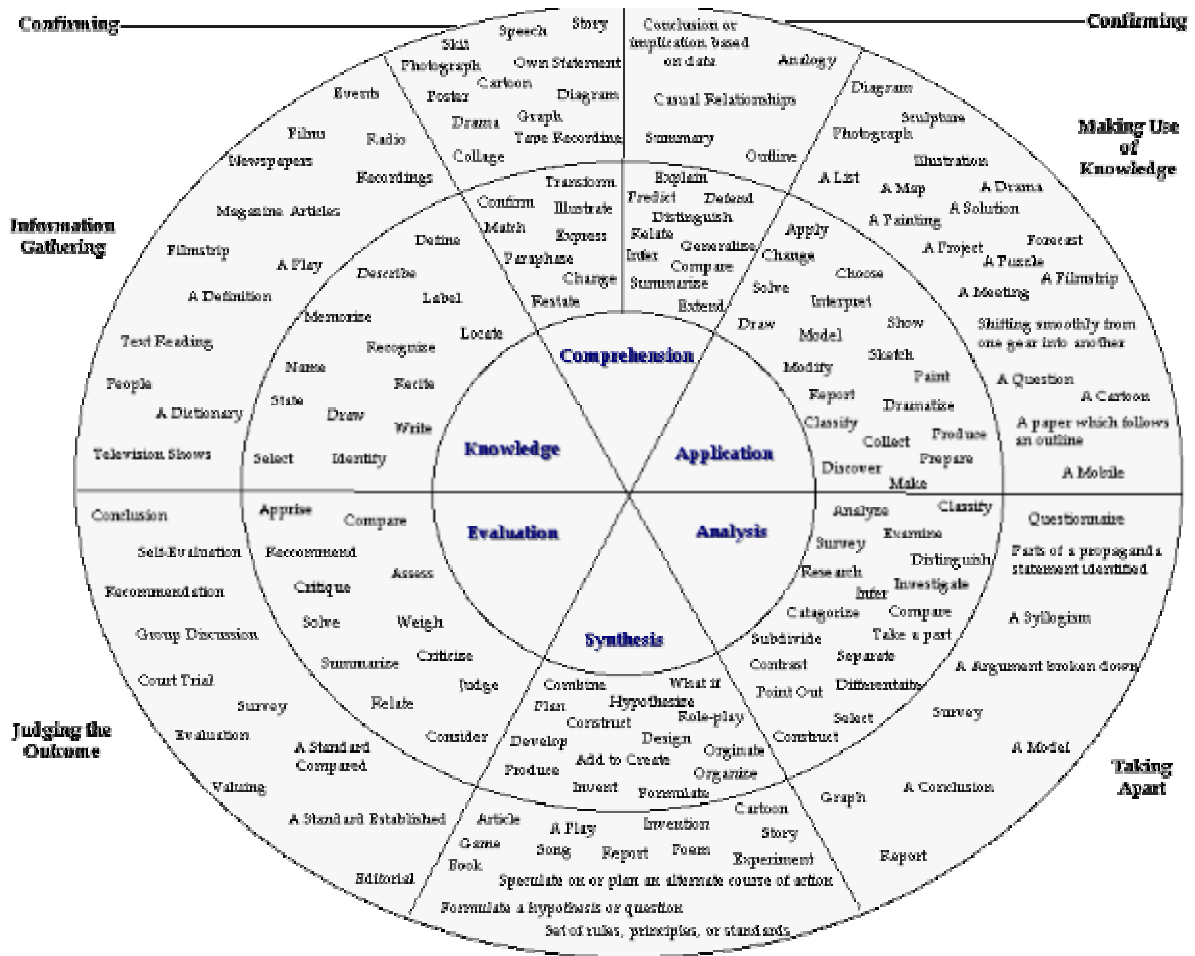 Confirming
Confirming
Story
Speech
Skit
Photograph
Own Statement
Cartoon
Poster
Diagram
Drama
Graph
Tape Recording
Collage
Conclusion or
implication based
on data
Analogy
Casual Relationships
Summary
Outline
Making Use
of
Knowledge
Diagram
Sculpture
Photograph
Illustration
A List
A Map
A Drama
A Painting
A Solution
A Project
Forecast
A Puzzle
A Filmstrip
A Meeting
Shifting smoothly from
one gear into another
A Question
A Cartoon
A paper which follows
an outline
A Mobile
Information
Gathering
Events
Films
Radio
Newspapers
Recordings
Magazine Articles
Filmstrip
A Play
A Definition
Text Reading
People
A Dictionary
Television Shows
Define
Describe
Label
Memorize
Locate
Recognize
Name
Recite
State
Draw
Write
Select
Identify
Transform
Confirm
Illustrate
Match
Express
Paraphase
Change
Restate
Explain
Predict
Defend
Distinguish
Relate
Generalize
Infer
Compare
Summarize
Extend
Apply
Change
Choose
Solve
Interpret
Draw
Model
Show
Sketch
Modify
Paint
Report
Dramatize
Classify
Collect
Produce
Discover
Prepare
Make
Comprehension
Knowledge
Application
Evaluation
Analysis
Synthesis
Conclusion
Self-Evaluation
Recommendation
Group Discussion
Court Trial
Survey
Evaluation
A Standard
Compared
Valuing
A Standard Established
Editorial
Judging the
Outcome
Apprise
Compare
Reccommend
Assess
Critique
Solve
Weigh
Summarize
Criticize
Judge
Relate
Consider
Combine
What if
Plan
Hypothesize
Construct
Role-play
Develop
Design
Add to Create
Orginate
Produce
Organize
Invent
Formulate
Analyze
Classify
Survey
Examine
Distinguish
Research
Investigate
Infer
Catagorize
Compare
Subdivide
Take a part
Contrast
Separate
Point Out
Differentaite
Select
Construct
Questionnaire
Parts of a propaganda
statement identified
A Syllogism
A Argument broken down
Survey
A Model
A Conclusion
Graph
Report
Taking
Apart
Article
A Play
Invention
Cartoon
Story
Game
Song
Report
Poem
Experiment
Book
Speculate on or plan an alternate course of action
Formulate a hypothesis or question
Set of rules, principles, or standards